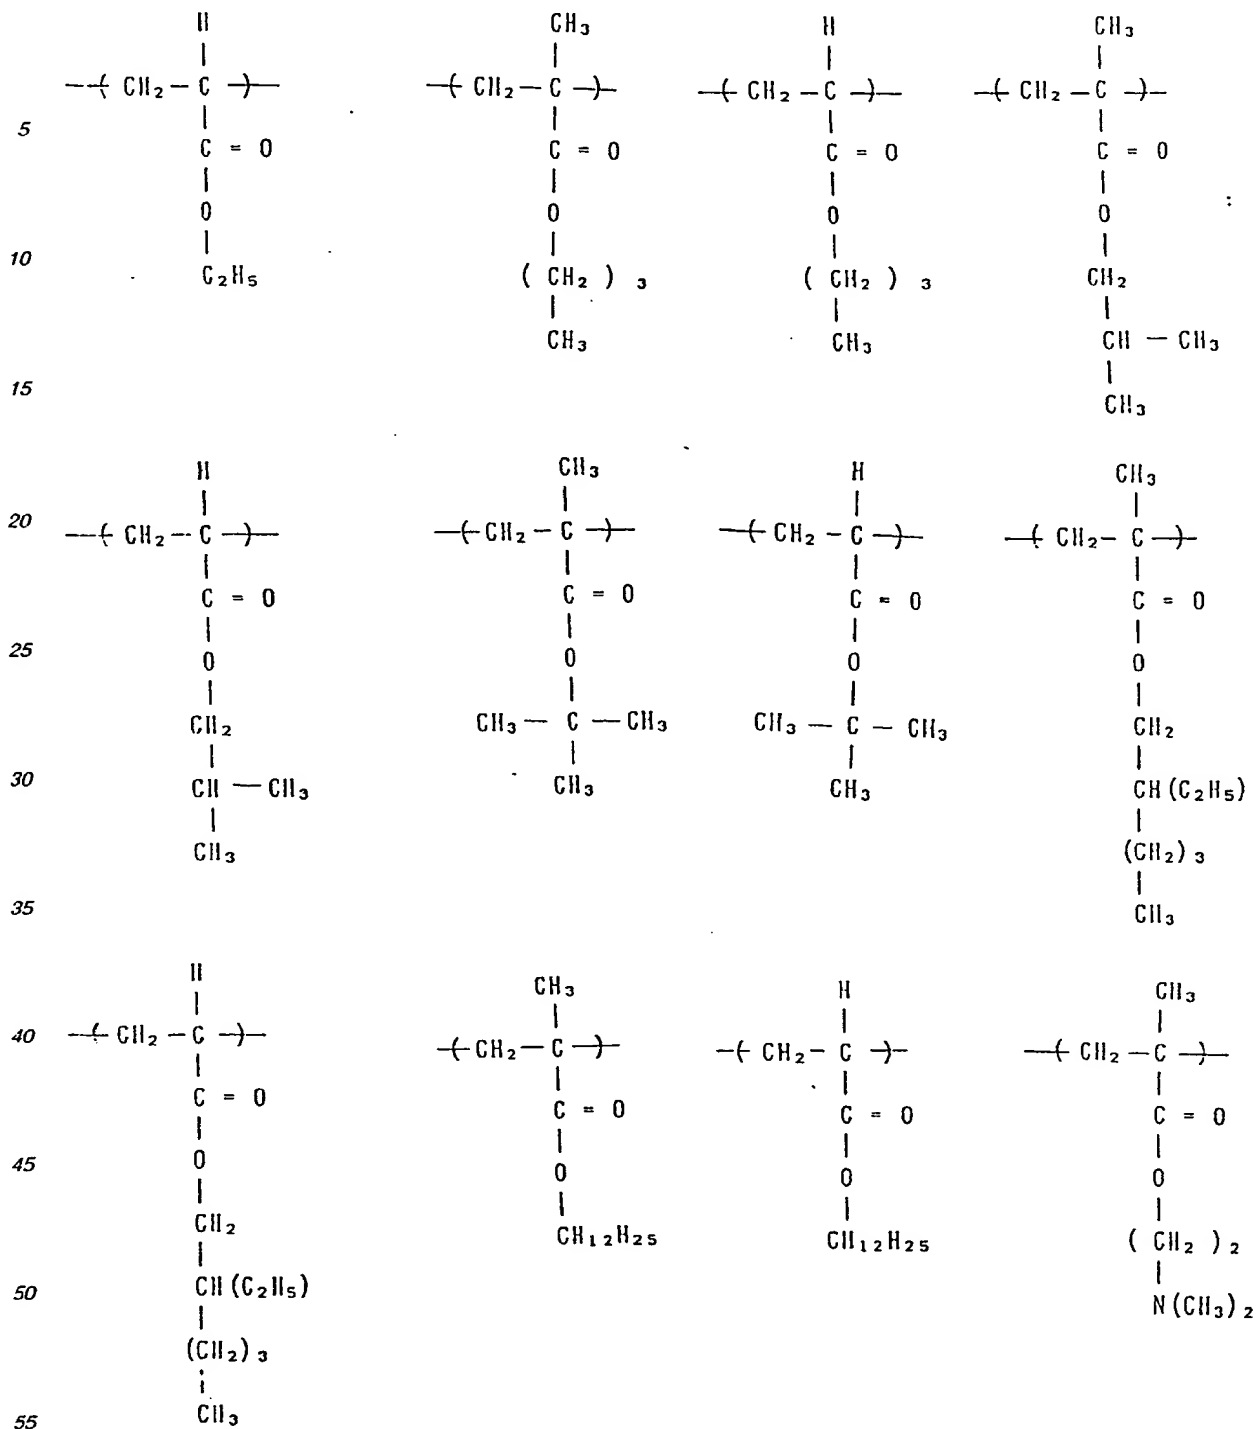 H CH₃ H CH₃
—(CH₂—C—)— —(CH₂—C—)— —(CH₂—C—)— —(CH₂—C—)—
5
C = O C = O C = O C = O
O O O O
10
C₂H₅ (CH₂)₃ (CH₂)₃ CH₂
CH₃ CH₃ CH—CH₃
15
CH₃
H CH₃ H CH₃
20
—(CH₂—C—)— —(CH₂—C—)— —(CH₂—C—)— —(CH₂—C—)—
C = O C = O C = O C = O
25
O O O O
CH₂ CH₃—C—CH₃ CH₃—C—CH₃ CH₂
30
CH—CH₃ CH₃ CH₃ CH(C₂H₅)
CH₃ (CH₂)₃
35
CH₃
H CH₃ H CH₃
40
—(CH₂—C—)— —(CH₂—C—)— —(CH₂—C—)— —(CH₂—C—)—
C = O C = O C = O C = O
45
O O O O
CH₂ CH₁₂H₂₅ CH₁₂H₂₅ (CH₂)₂
50
CH(C₂H₅) N(CH₃)₂
(CH₂)₃
CH₃
55